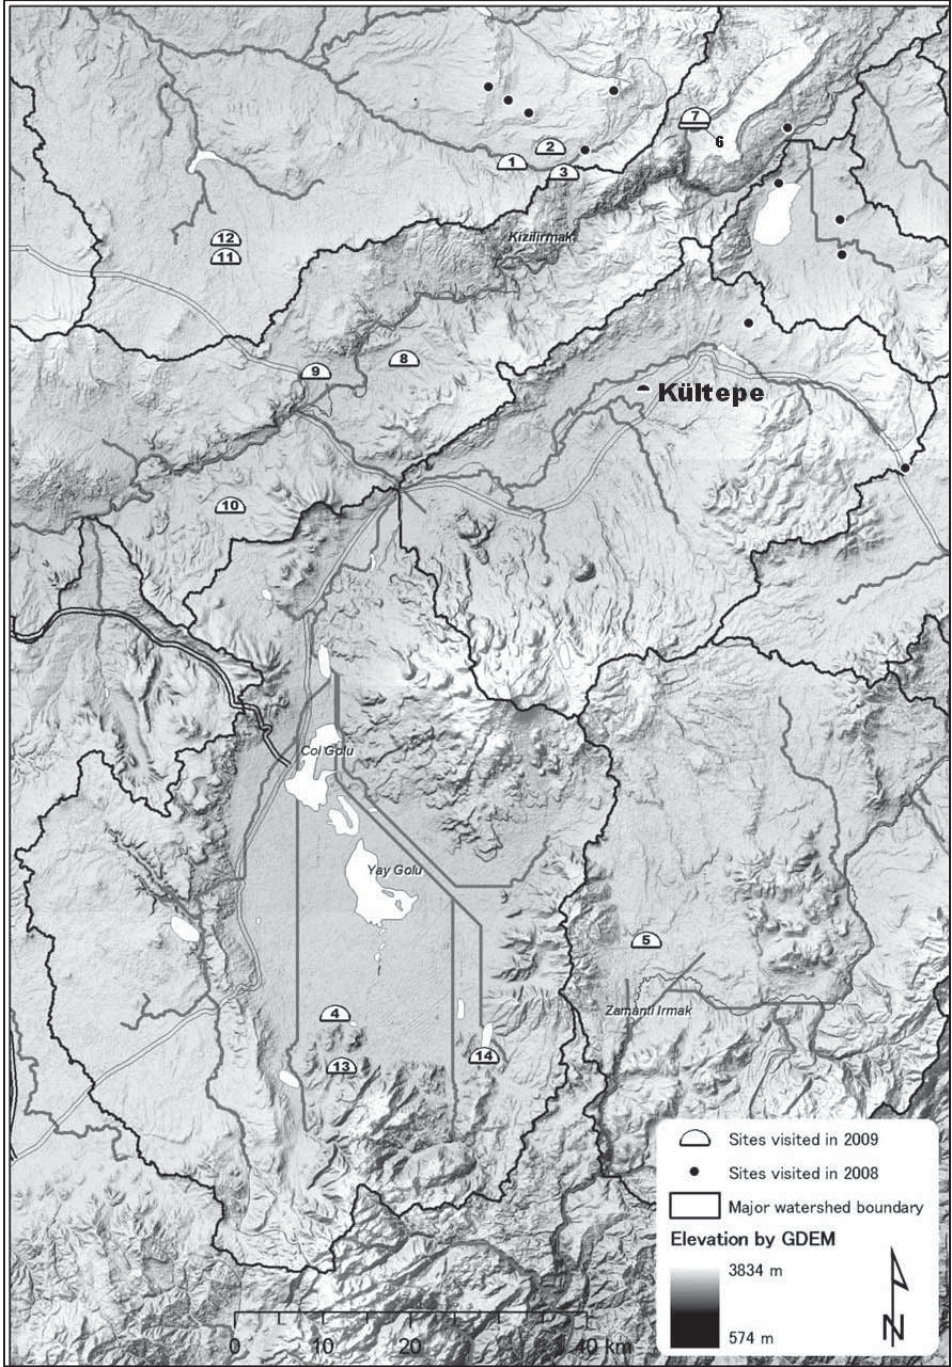 7
6
2
1
3
12
Kizilirmak
11
8
9
Kültepe
10
Col Golu
Yay Golu
5
4
Zamanti Irmak
14
13
Sites visited in 2009
Sites visited in 2008
Major watershed boundary
Elevation by GDEM
3834 m
574 m
N
0 10 20 40 km